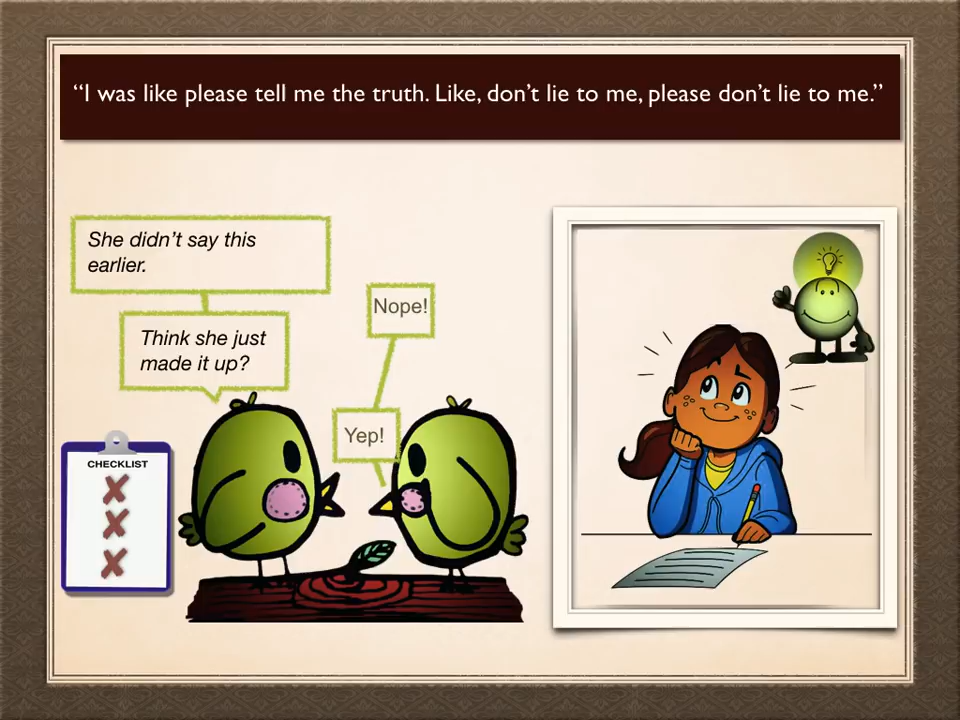 “I was like please tell me the truth. Like, don’t lie to me, please don’t lie to me.”
She didn’t say this
earlier.
Nope!
Think she just
made it up?
Yep!
CHECKLIST